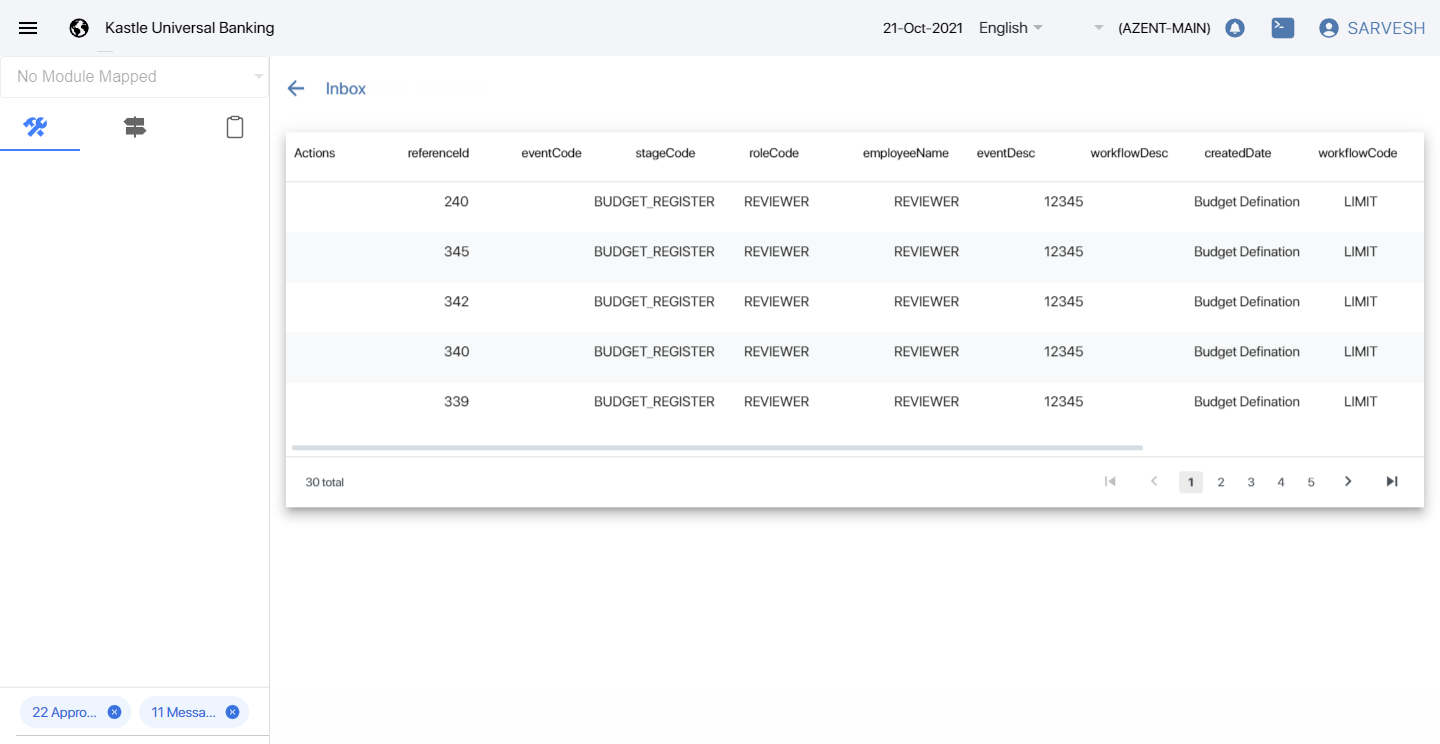 Kastle Universal Banking 21-Oct-2021 English (AZENT-MAIN) SARVESH
No Module Mapped
Inbox
Actions referenceId eventCode stageCode roleCode employeeName eventDesc workflowDesc createdDate workflowCode
240 BUDGET_REGISTER REVIEWER REVIEWER 12345 Budget Defination LIMIT
345 BUDGET_REGISTER REVIEWER REVIEWER 12345 Budget Defination LIMIT
342 BUDGET_REGISTER REVIEWER REVIEWER 12345 Budget Defination LIMIT
340 BUDGET_REGISTER REVIEWER REVIEWER 12345 Budget Defination LIMIT
339 BUDGET_REGISTER REVIEWER REVIEWER 12345 Budget Defination LIMIT
30 total 1 2 3 4 5
22 Appro... 11 Messa...